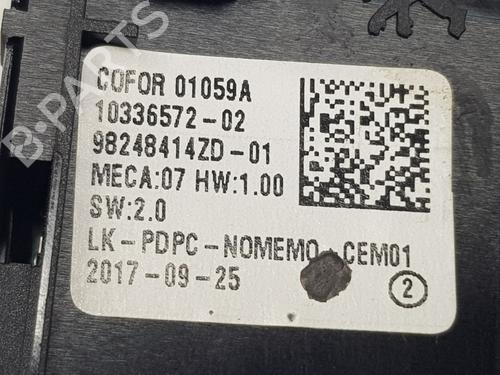 COFOR 01059A
10336572-02
98248414ZD-01
MECA:07 HW:1.00
SW:2.0
LK-PDPC-NOMEMO-CEM01
2017-09-25
2
B-PARTS